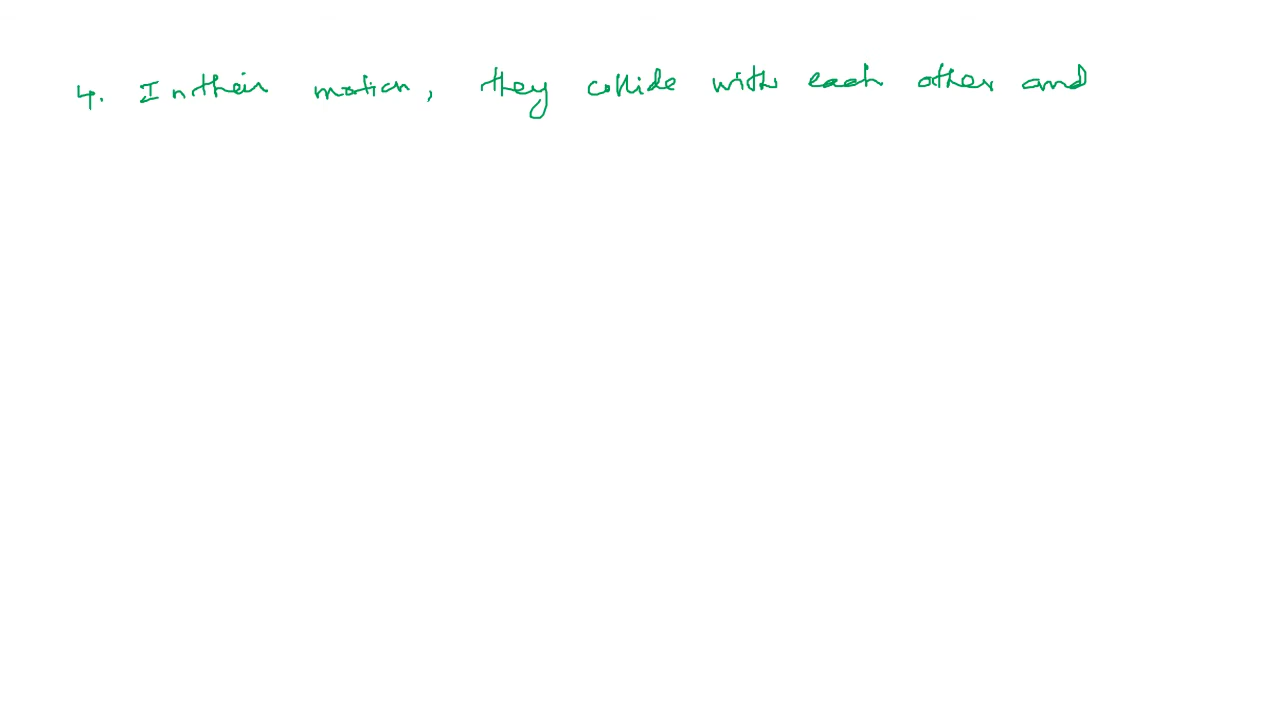 4. In their motion, they collide with each other and